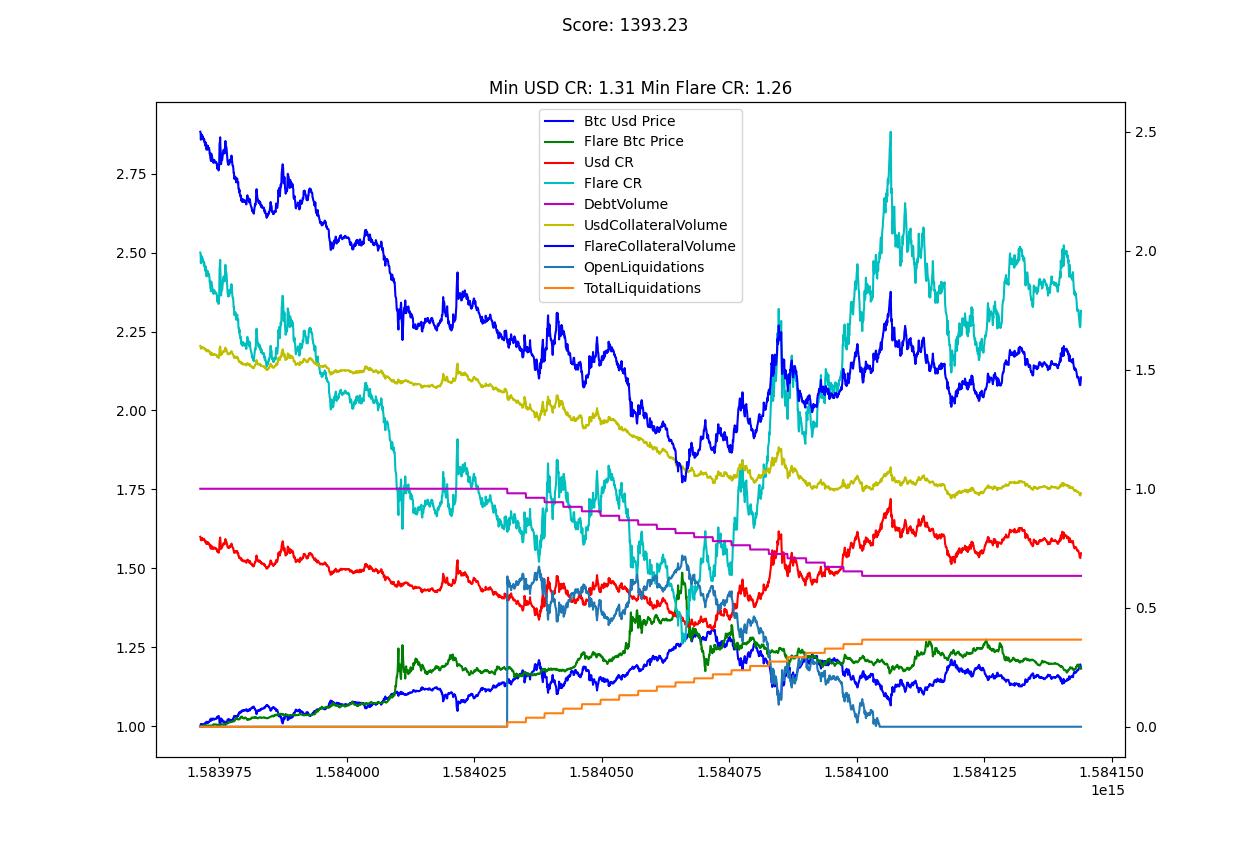 Score: 1393.23
Min USD CR: 1.31 Min Flare CR: 1.26
Btc Usd Price
Flare Btc Price
Usd CR
Flare CR
DebtVolume
UsdCollateralVolume
FlareCollateralVolume
OpenLiquidations
TotalLiquidations
2.75
2.50
2.25
2.00
1.75
1.50
1.25
1.00
2.5
2.0
1.5
1.0
0.5
0.0
1.583975 1.584000 1.584025 1.584050 1.584075 1.584100 1.584125 1.584150
1e15